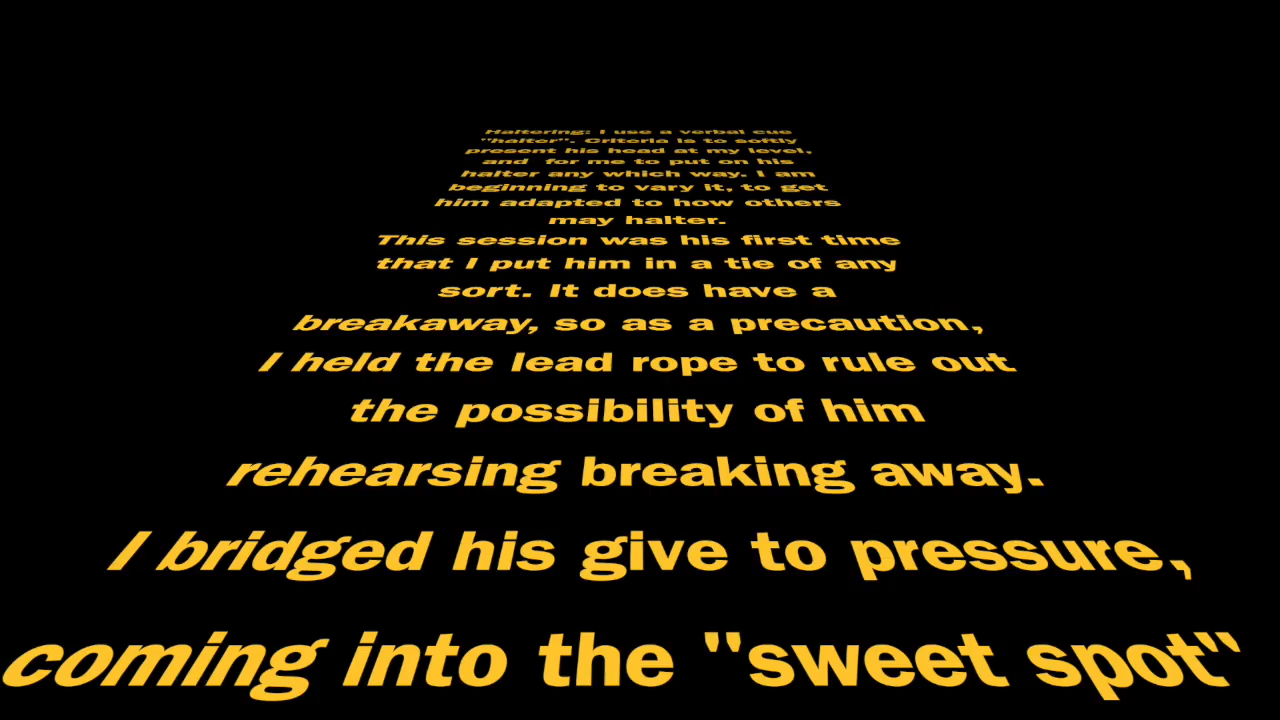 Haltering: I use a verbal cue
"halter". Criteria is to softly
present his head at my level,
and for me to put on his
halter any which way. I am
beginning to vary it, to get
him adapted to how others
may halter.
This session was his first time
that I put him in a tie of any
sort. It does have a
breakaway, so as a precaution,
I held the lead rope to rule out
the possibility of him
rehearsing breaking away.
I bridged his give to pressure,
coming into the "sweet spot"